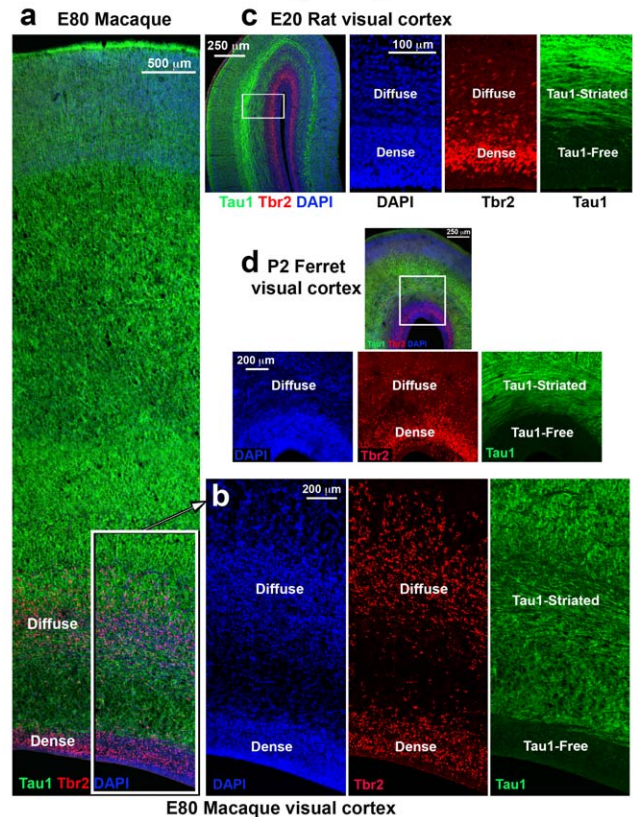 a E80 Macaque
500 μm
Diffuse
Dense
Tau1 Tbr2 DAPI
c E20 Rat visual cortex
250 μm
Tau1 Tbr2 DAPI
100 μm
Diffuse
Dense
DAPI
Diffuse
Dense
Tbr2
Tau1-Striated
Tau1-Free
Tau1
d P2 Ferret
visual cortex
250 μm
Tau1 Tbr2 DAPI
200 μm
Diffuse
DAPI
Diffuse
Dense
Tbr2
Tau1-Striated
Tau1-Free
Tau1
b
200 μm
Diffuse
Dense
DAPI
Diffuse
Dense
Tbr2
Tau1-Striated
Tau1-Free
Tau1
E80 Macaque visual cortex